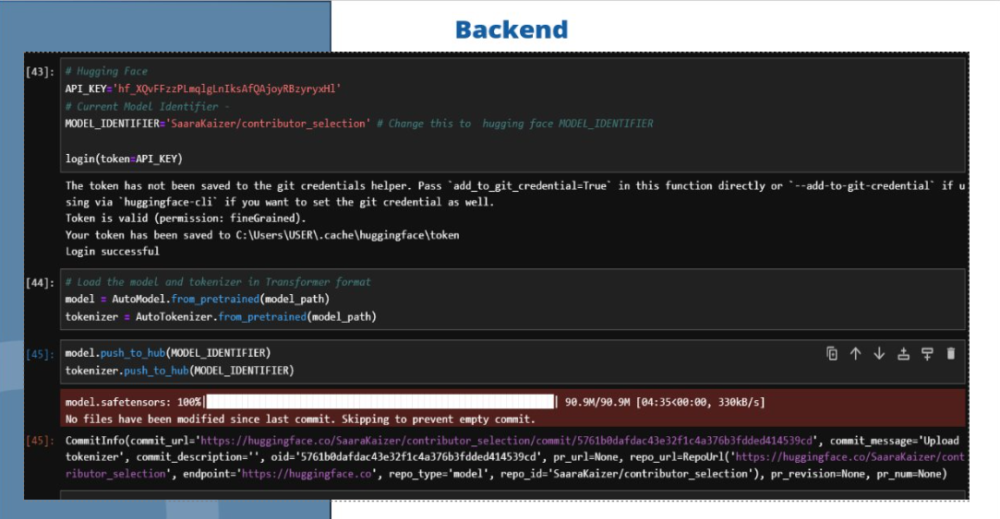 Backend
[43]: # Hugging Face
API_KEY='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'
# Current Model Identifier -
MODEL_IDENTIFIER='SaaraKaizer/contributor_selection' # Change this to  hugging face MODEL_IDENTIFIER
login(token=API_KEY)
The token has not been saved to the git credentials helper. Pass `add_to_git_credential=True` in this function directly or `--add-to-git-credential` if u
sing via `huggingface-cli` if you want to set the git credential as well.
Token is valid (permission: fineGrained).
Your token has been saved to C:\Users\USER\.cache\huggingface\token
Login successful
[44]: # Load the model and tokenizer in Transformer format
model = AutoModel.from_pretrained(model_path)
tokenizer = AutoTokenizer.from_pretrained(model_path)
[45]: model.push_to_hub(MODEL_IDENTIFIER)
tokenizer.push_to_hub(MODEL_IDENTIFIER)
model.safetensors: 100%| | 90.9M/90.9M [04:35<00:00, 330kB/s]
No files have been modified since last commit. Skipping to prevent empty commit.
[45]: CommitInfo(commit_url='https://huggingface.co/SaaraKaizer/contributor_selection/commit/5761b0dafdac43e32f1c4a376b3fdded414539cd', commit_message='Upload
tokenizer', commit_description='', oid='5761b0dafdac43e32f1c4a376b3fdded414539cd', pr_url=None, repo_url=RepoUrl('https://huggingface.co/SaaraKaizer/cont
ributor_selection', endpoint='https://huggingface.co', repo_type='model', repo_id='SaaraKaizer/contributor_selection'), pr_revision=None, pr_num=None)